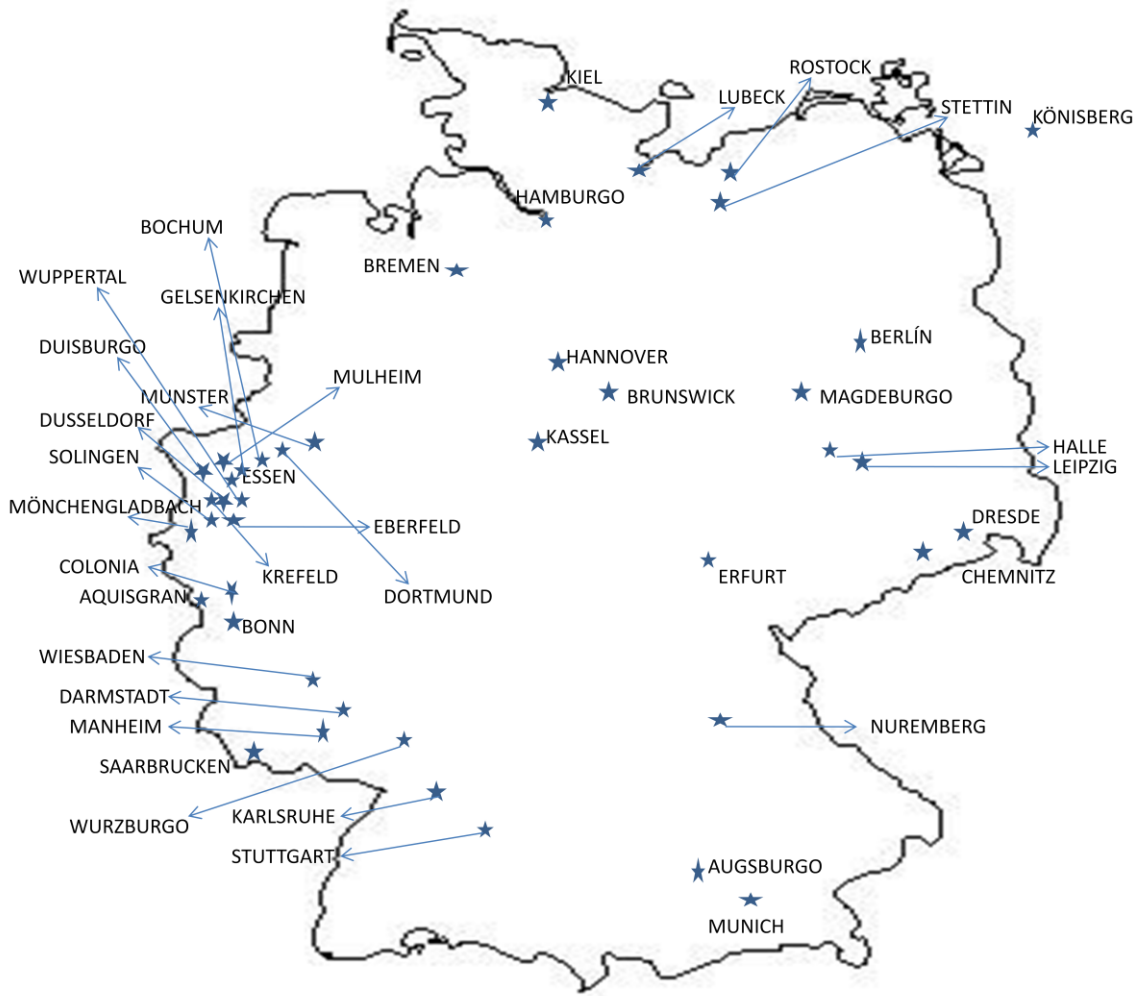 ROSTOCK
KIEL
LUBECK
STETTIN
KÖNISBERG
HAMBURGO
BOCHUM
BREMEN
WUPPERTAL
GELSENKIRCHEN
BERLÍN
DUISBURGO
HANNOVER
MULHEIM
MUNSTER
BRUNSWICK
MAGDEBURGO
DUSSELDORF
KASSEL
HALLE
SOLINGEN
LEIPZIG
ESSEN
MÖNCHENGLADBACH
DRESDE
EBERFELD
COLONIA
KREFELD
ERFURT
CHEMNITZ
AQUISGRAN
DORTMUND
BONN
WIESBADEN
DARMSTADT
MANHEIM
NUREMBERG
SAARBRUCKEN
KARLSRUHE
WURZBURGO
STUTTGART
AUGSBURGO
MUNICH